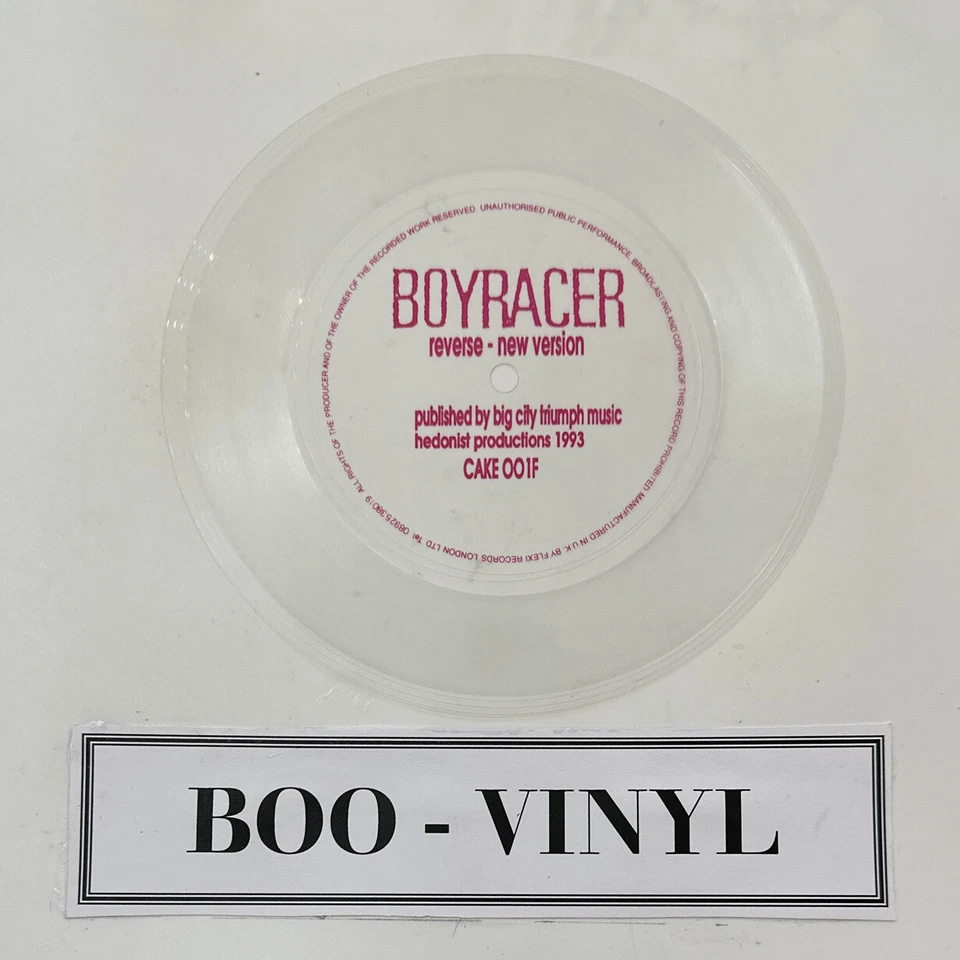 BOYRACER
reverse - new version
published by big city triumph music
hedonist productions 1993
CAKE 001F
ALL RIGHTS OF THE PRODUCER AND OF THE OWNER OF THE RECORDED WORK RESERVED. UNAUTHORISED PUBLIC PERFORMANCE, BROADCASTING AND COPYING OF THIS RECORD PROHIBITED. MANUFACTURED IN U.K. BY FLEXI RECORDS, LONDON LTD. Tel. 0892 538019
BOO - VINYL